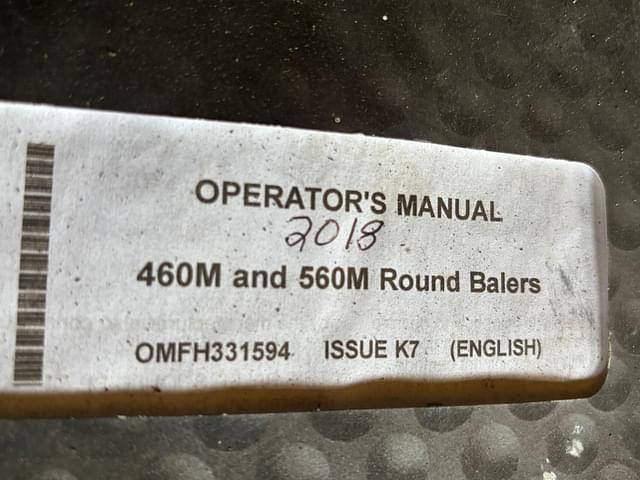 OPERATOR'S MANUAL
2018
460M and 560M Round Balers
OMFH331594 ISSUE K7 (ENGLISH)